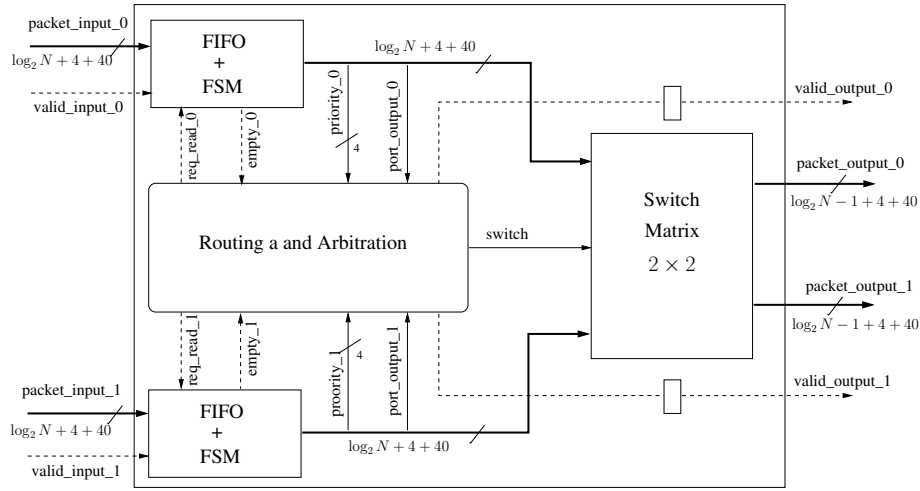 packet_input_0
log₂ N + 4 + 40
valid_input_0
FIFO
+
FSM
log₂ N + 4 + 40
priority_0
4
port_output_0
req_read_0
empty_0
valid_output_0
packet_output_0
log₂ N − 1 + 4 + 40
Routing a and Arbitration
switch
Switch
Matrix
2 × 2
packet_output_1
log₂ N − 1 + 4 + 40
req_read_1
empty_1
proority_1
4
port_output_1
valid_output_1
packet_input_1
log₂ N + 4 + 40
valid_input_1
FIFO
+
FSM
log₂ N + 4 + 40